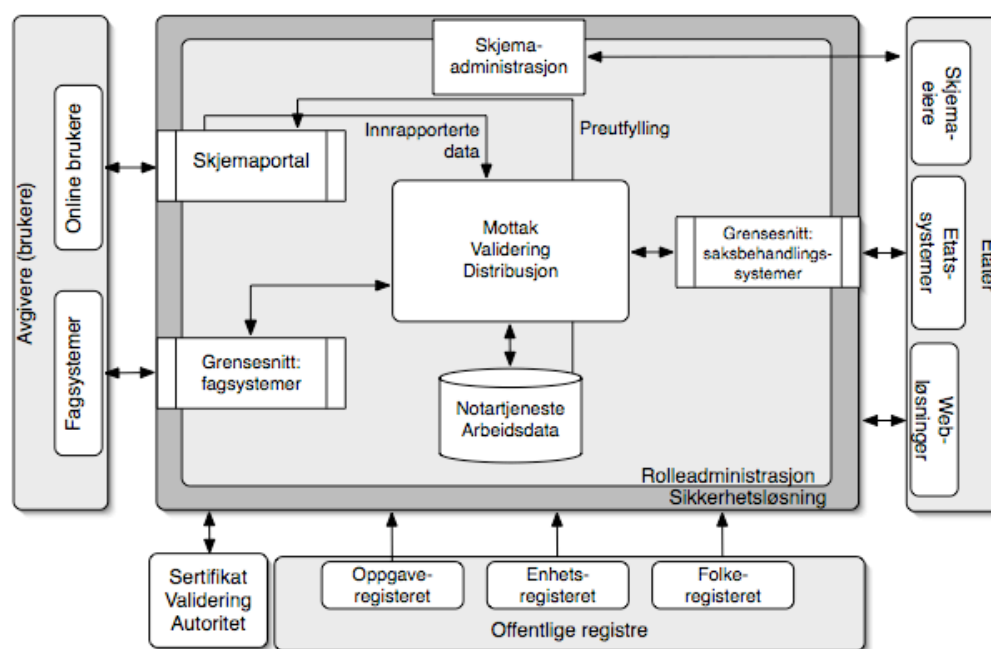 Avgivere (brukere)
Online brukere
Fagsystemer
Skjema-
administrasjon
Innrapporterte
data
Preutfylling
Skjemaportal
Mottak
Validering
Distribusjon
Grensesnitt:
saksbehandlings-
systemer
Grensesnitt:
fagsystemer
Notartjeneste
Arbeidsdata
Rolleadministrasjon
Sikkerhetsløsning
Skjema-
eiere
Etats-
systemer
Web-
løsninger
Etater
Sertifikat
Validering
Autoritet
Oppgave-
registeret
Enhets-
registeret
Folke-
registeret
Offentlige registre